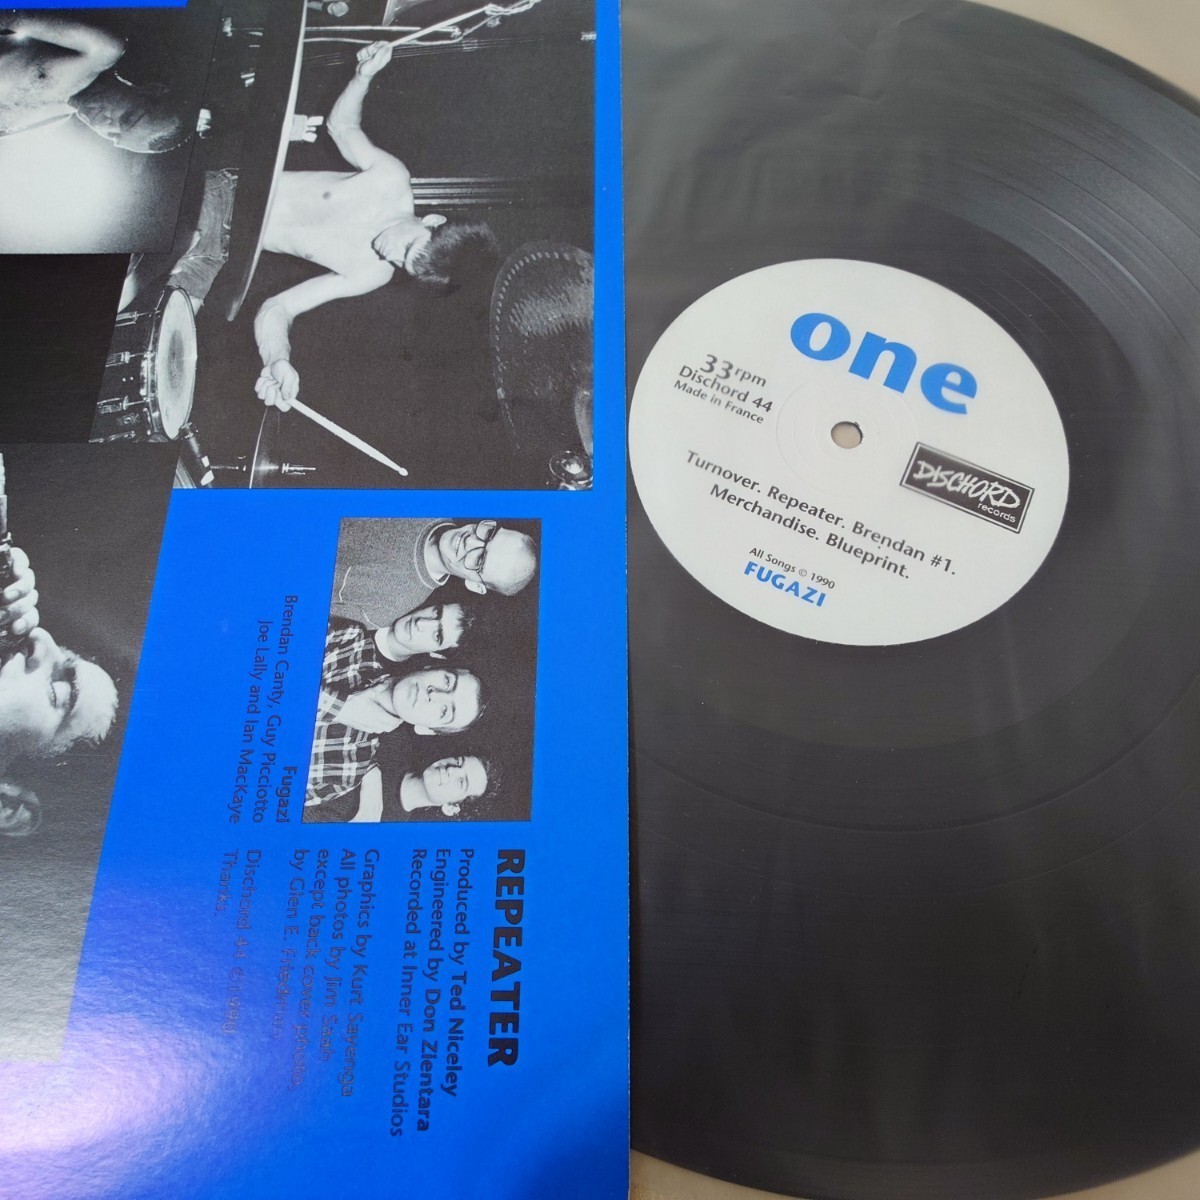 one
33rpm
Dischord 44
Made in France
DISCHORD
records
Turnover. Repeater. Brendan #1.
Merchandise. Blueprint.
All Songs © 1990
FUGAZI
Fugazi
Brendan Canty, Guy Picciotto
Joe Lally and Ian MacKaye
REPEATER
Produced by Ted Niceley
Engineered by Don Zientara
Recorded at Inner Ear Studios
Graphics by Kurt Sayenga
All photos by Jim Saah
except back cover photo,
by Glen E. Friedman
Dischord 44 ©1990
Thanks.